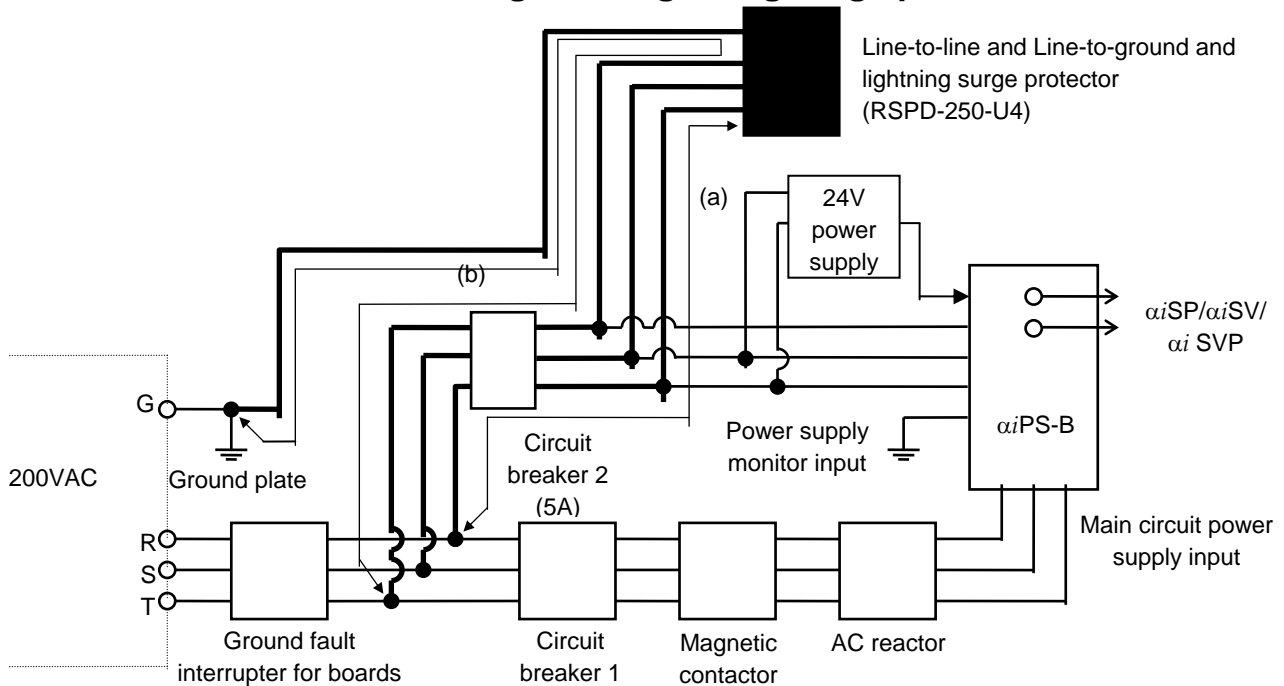 Line-to-line and Line-to-ground and
lightning surge protector
(RSPD-250-U4)
(a)
24V
power
supply
(b)
αiSP/αiSV/
αi SVP
G
αiPS-B
Power supply
monitor input
Circuit
breaker 2
(5A)
200VAC
Ground plate
Main circuit power
supply input
R
S
T
Ground fault
interrupter for boards
Circuit
breaker 1
Magnetic
contactor
AC reactor